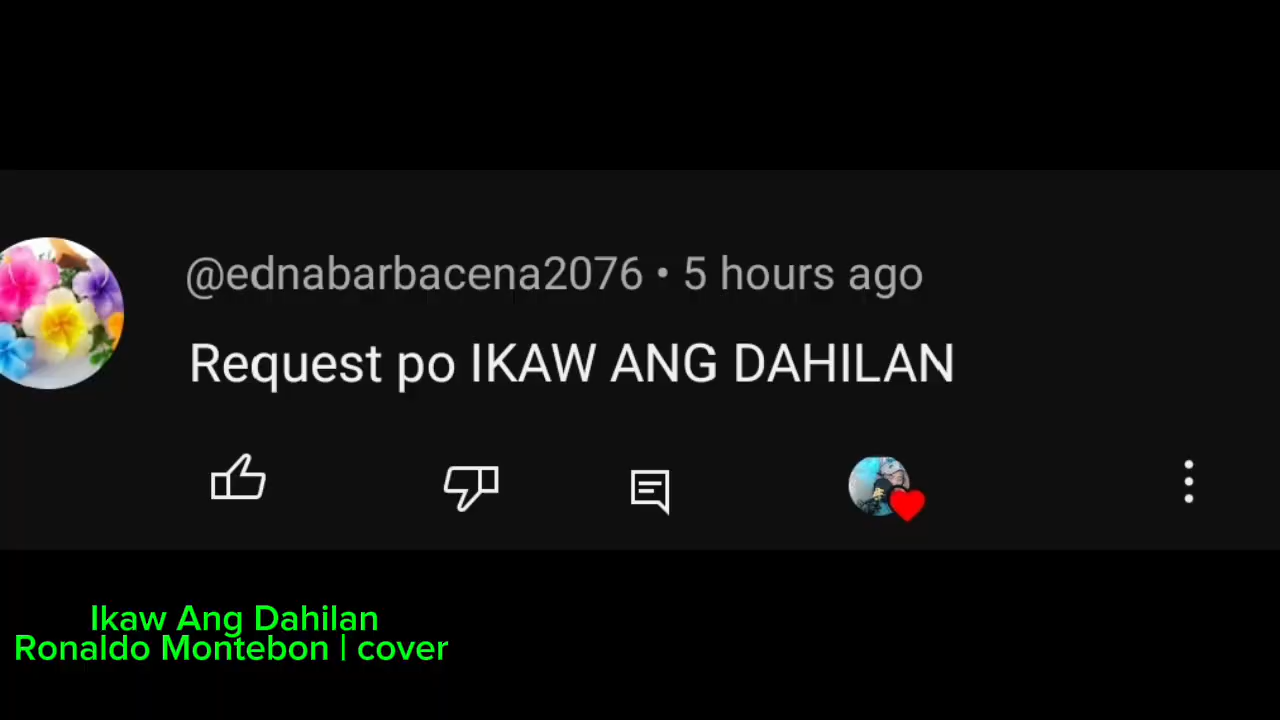 @ednabarbacena2076 • 5 hours ago
Request po IKAW ANG DAHILAN
Ikaw Ang Dahilan
Ronaldo Montebon | cover